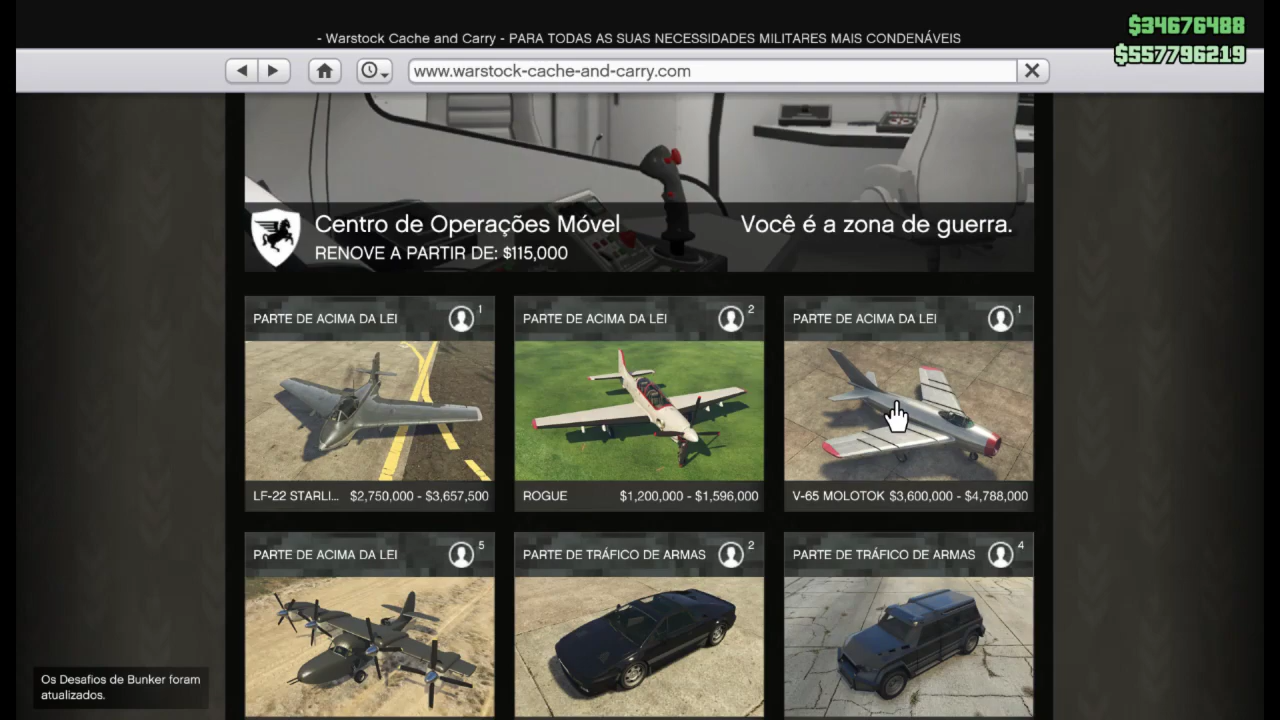 $34676488
- Warstock Cache and Carry - PARA TODAS AS SUAS NECESSIDADES MILITARES MAIS CONDENÁVEIS
$557796219
www.warstock-cache-and-carry.com
Centro de Operações Móvel
Você é a zona de guerra.
RENOVE A PARTIR DE: $115,000
PARTE DE ACIMA DA LEI 1
PARTE DE ACIMA DA LEI 2
PARTE DE ACIMA DA LEI 1
LF-22 STARLI... $2,750,000 - $3,657,500
ROGUE $1,200,000 - $1,596,000
V-65 MOLOTOK $3,600,000 - $4,788,000
PARTE DE ACIMA DA LEI 5
PARTE DE TRÁFICO DE ARMAS 2
PARTE DE TRÁFICO DE ARMAS 4
Os Desafios de Bunker foram
atualizados.